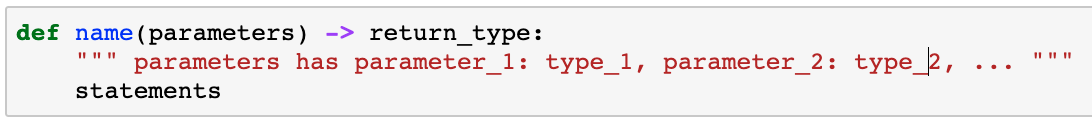 def name(parameters) -> return_type:
    """ parameters has parameter_1: type_1, parameter_2: type_2, ... """
    statements